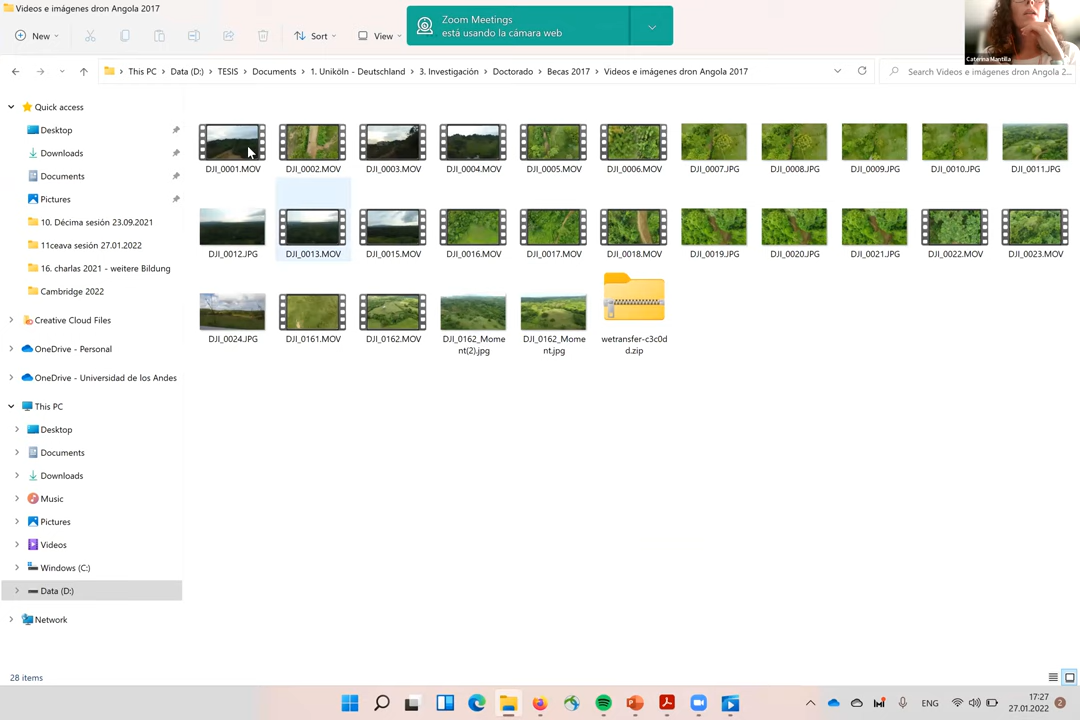 Videos e imágenes dron Angola 2017
New
Sort
View
Zoom Meetings
está usando la cámara web
Caterina Mantilla
This PC > Data (D:) > TESIS > Documents > 1. Uniköln - Deutschland > 3. Investigación > Doctorado > Becas 2017 > Videos e imágenes dron Angola 2017
Search Videos e imágenes dron Angola 2...
Quick access
Desktop
Downloads
Documents
Pictures
10. Décima sesión 23.09.2021
11ceava sesión 27.01.2022
16. charlas 2021 - weitere Bildung
Cambridge 2022
Creative Cloud Files
OneDrive - Personal
OneDrive - Universidad de los Andes
This PC
Desktop
Documents
Downloads
Music
Pictures
Videos
Windows (C:)
Data (D:)
Network
DJI_0001.MOV DJI_0002.MOV DJI_0003.MOV DJI_0004.MOV DJI_0005.MOV DJI_0006.MOV DJI_0007.JPG DJI_0008.JPG DJI_0009.JPG DJI_0010.JPG DJI_0011.JPG
DJI_0012.JPG DJI_0013.MOV DJI_0015.MOV DJI_0016.MOV DJI_0017.MOV DJI_0018.MOV DJI_0019.JPG DJI_0020.JPG DJI_0021.JPG DJI_0022.MOV DJI_0023.MOV
DJI_0024.JPG DJI_0161.MOV DJI_0162.MOV DJI_0162_Mome DJI_0162_Mome wetransfer-c3c0d
nt(2).jpg nt.jpg d.zip
28 items
ENG
17:27
27.01.2022
2